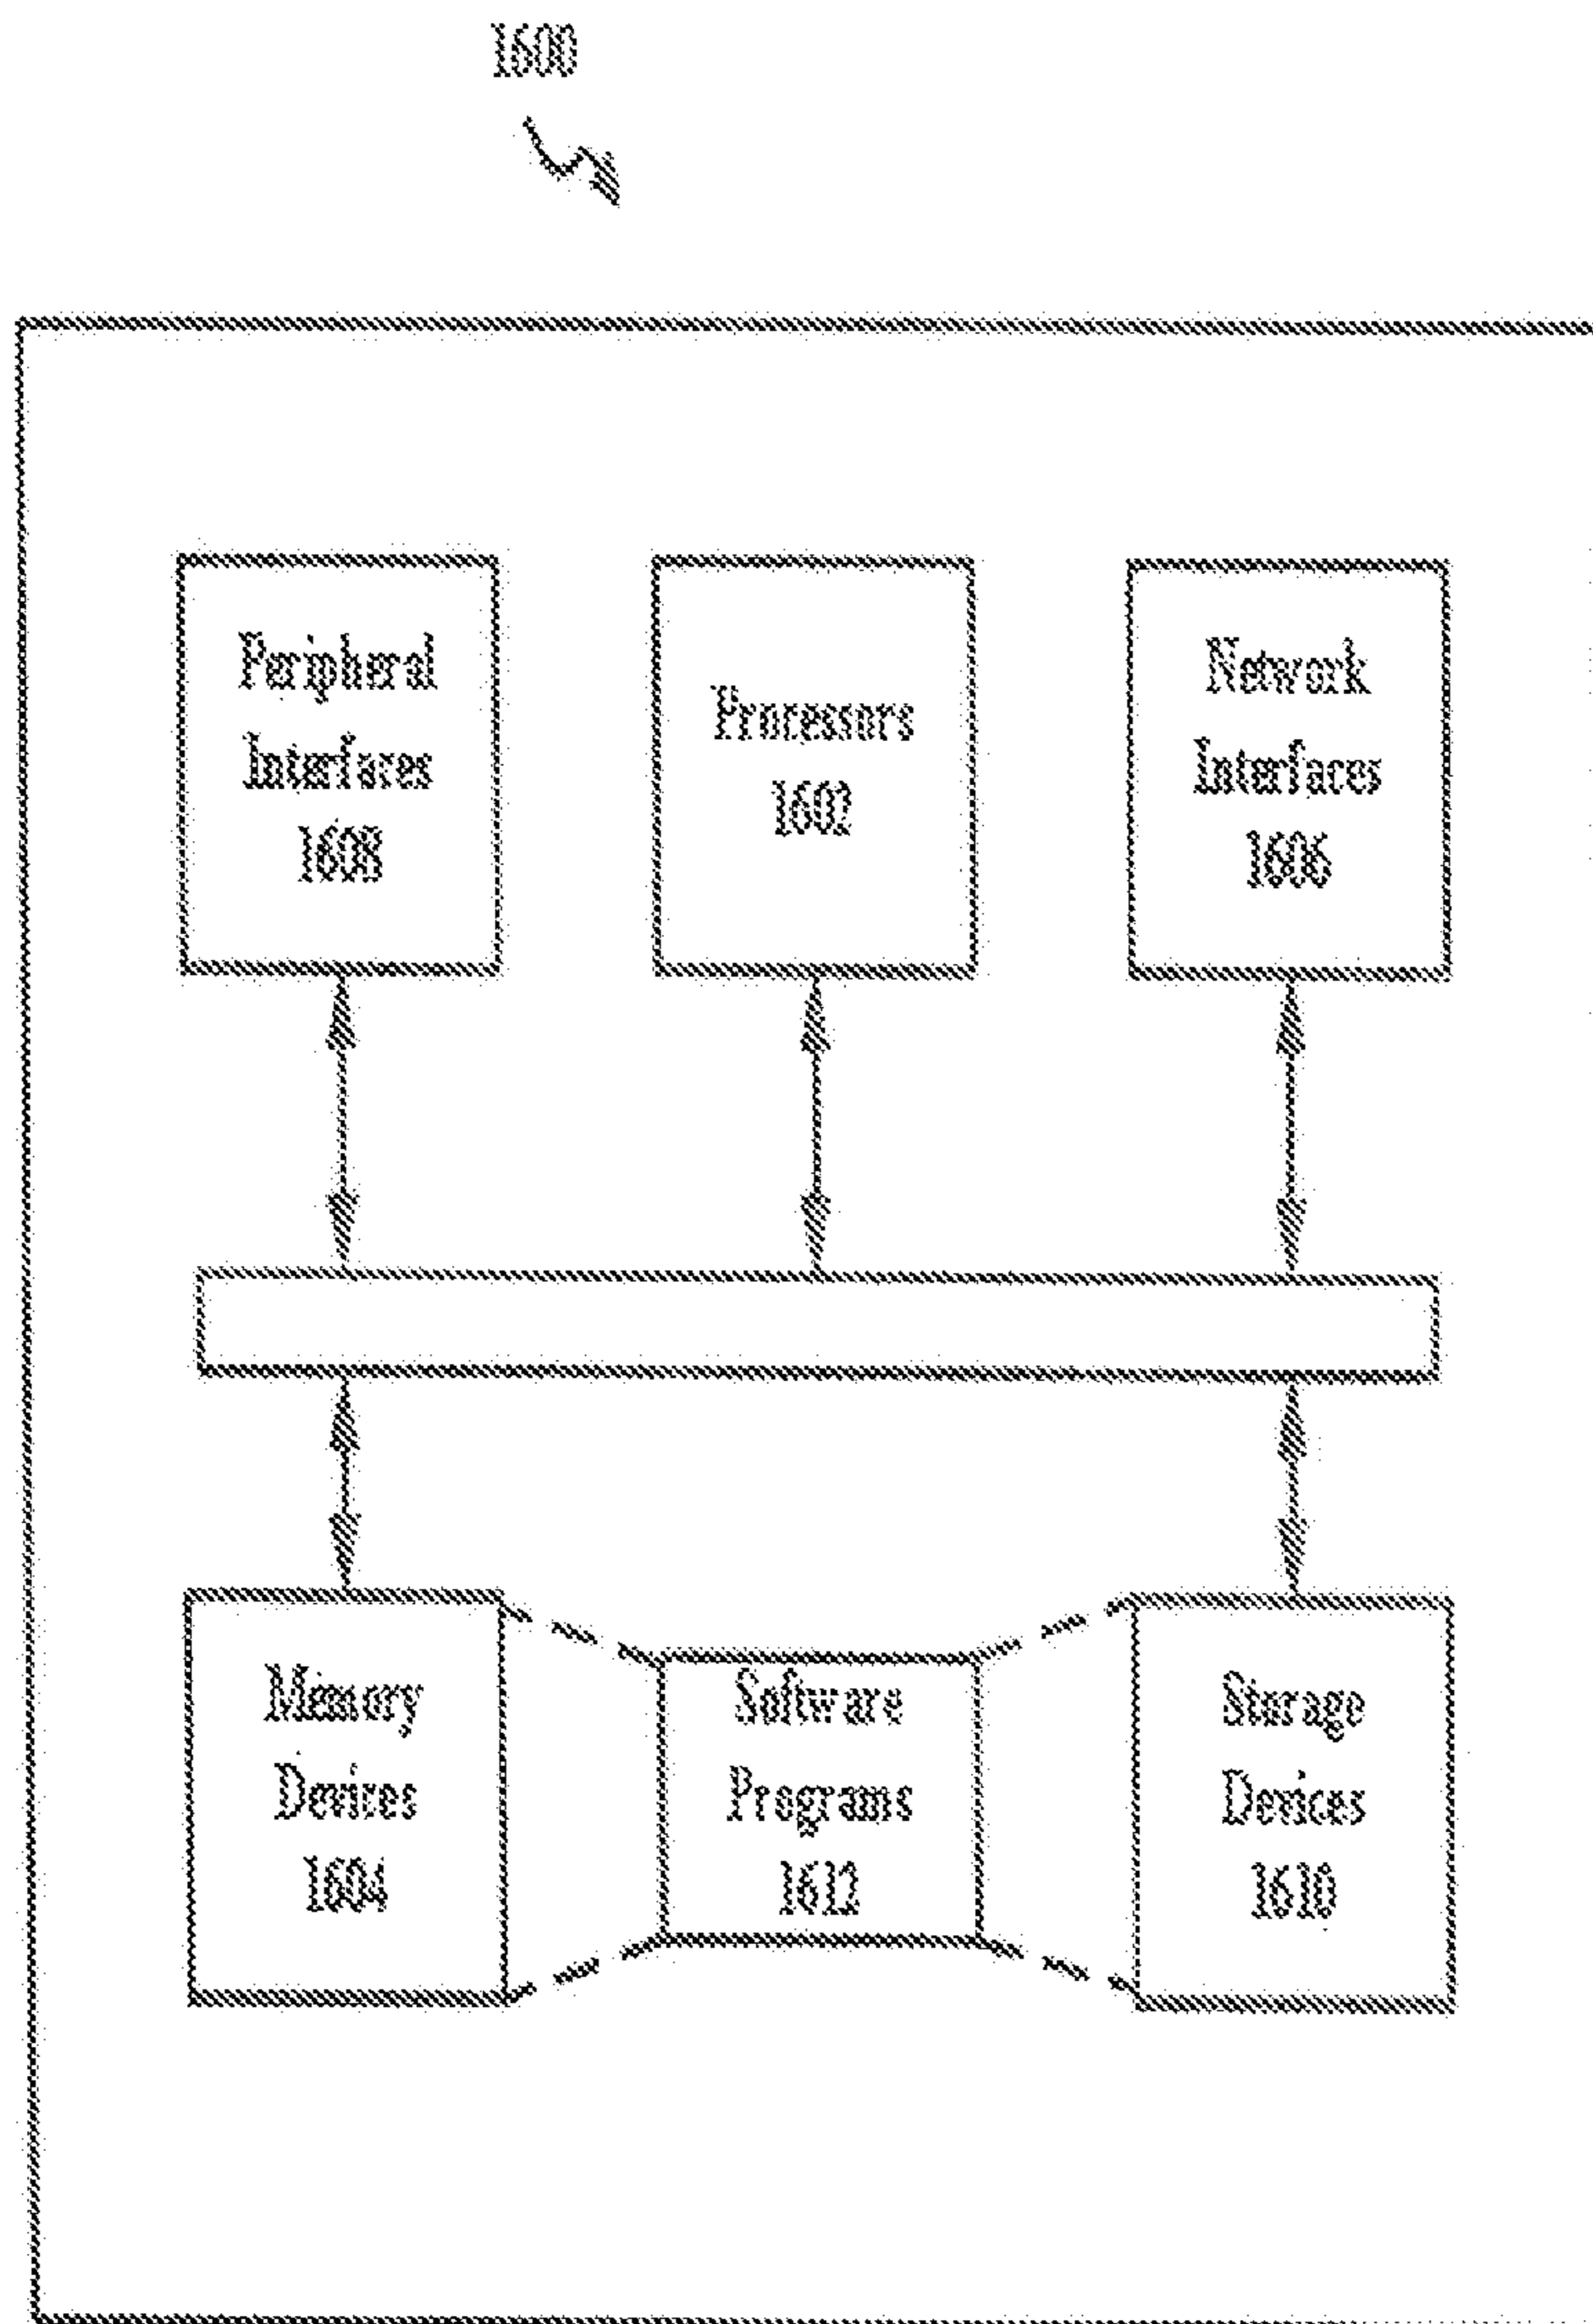 1600
Peripheral
Interfaces
1608
Processors
1602
Network
Interfaces
1606
Memory
Devices
1604
Software
Programs
1612
Storage
Devices
1610